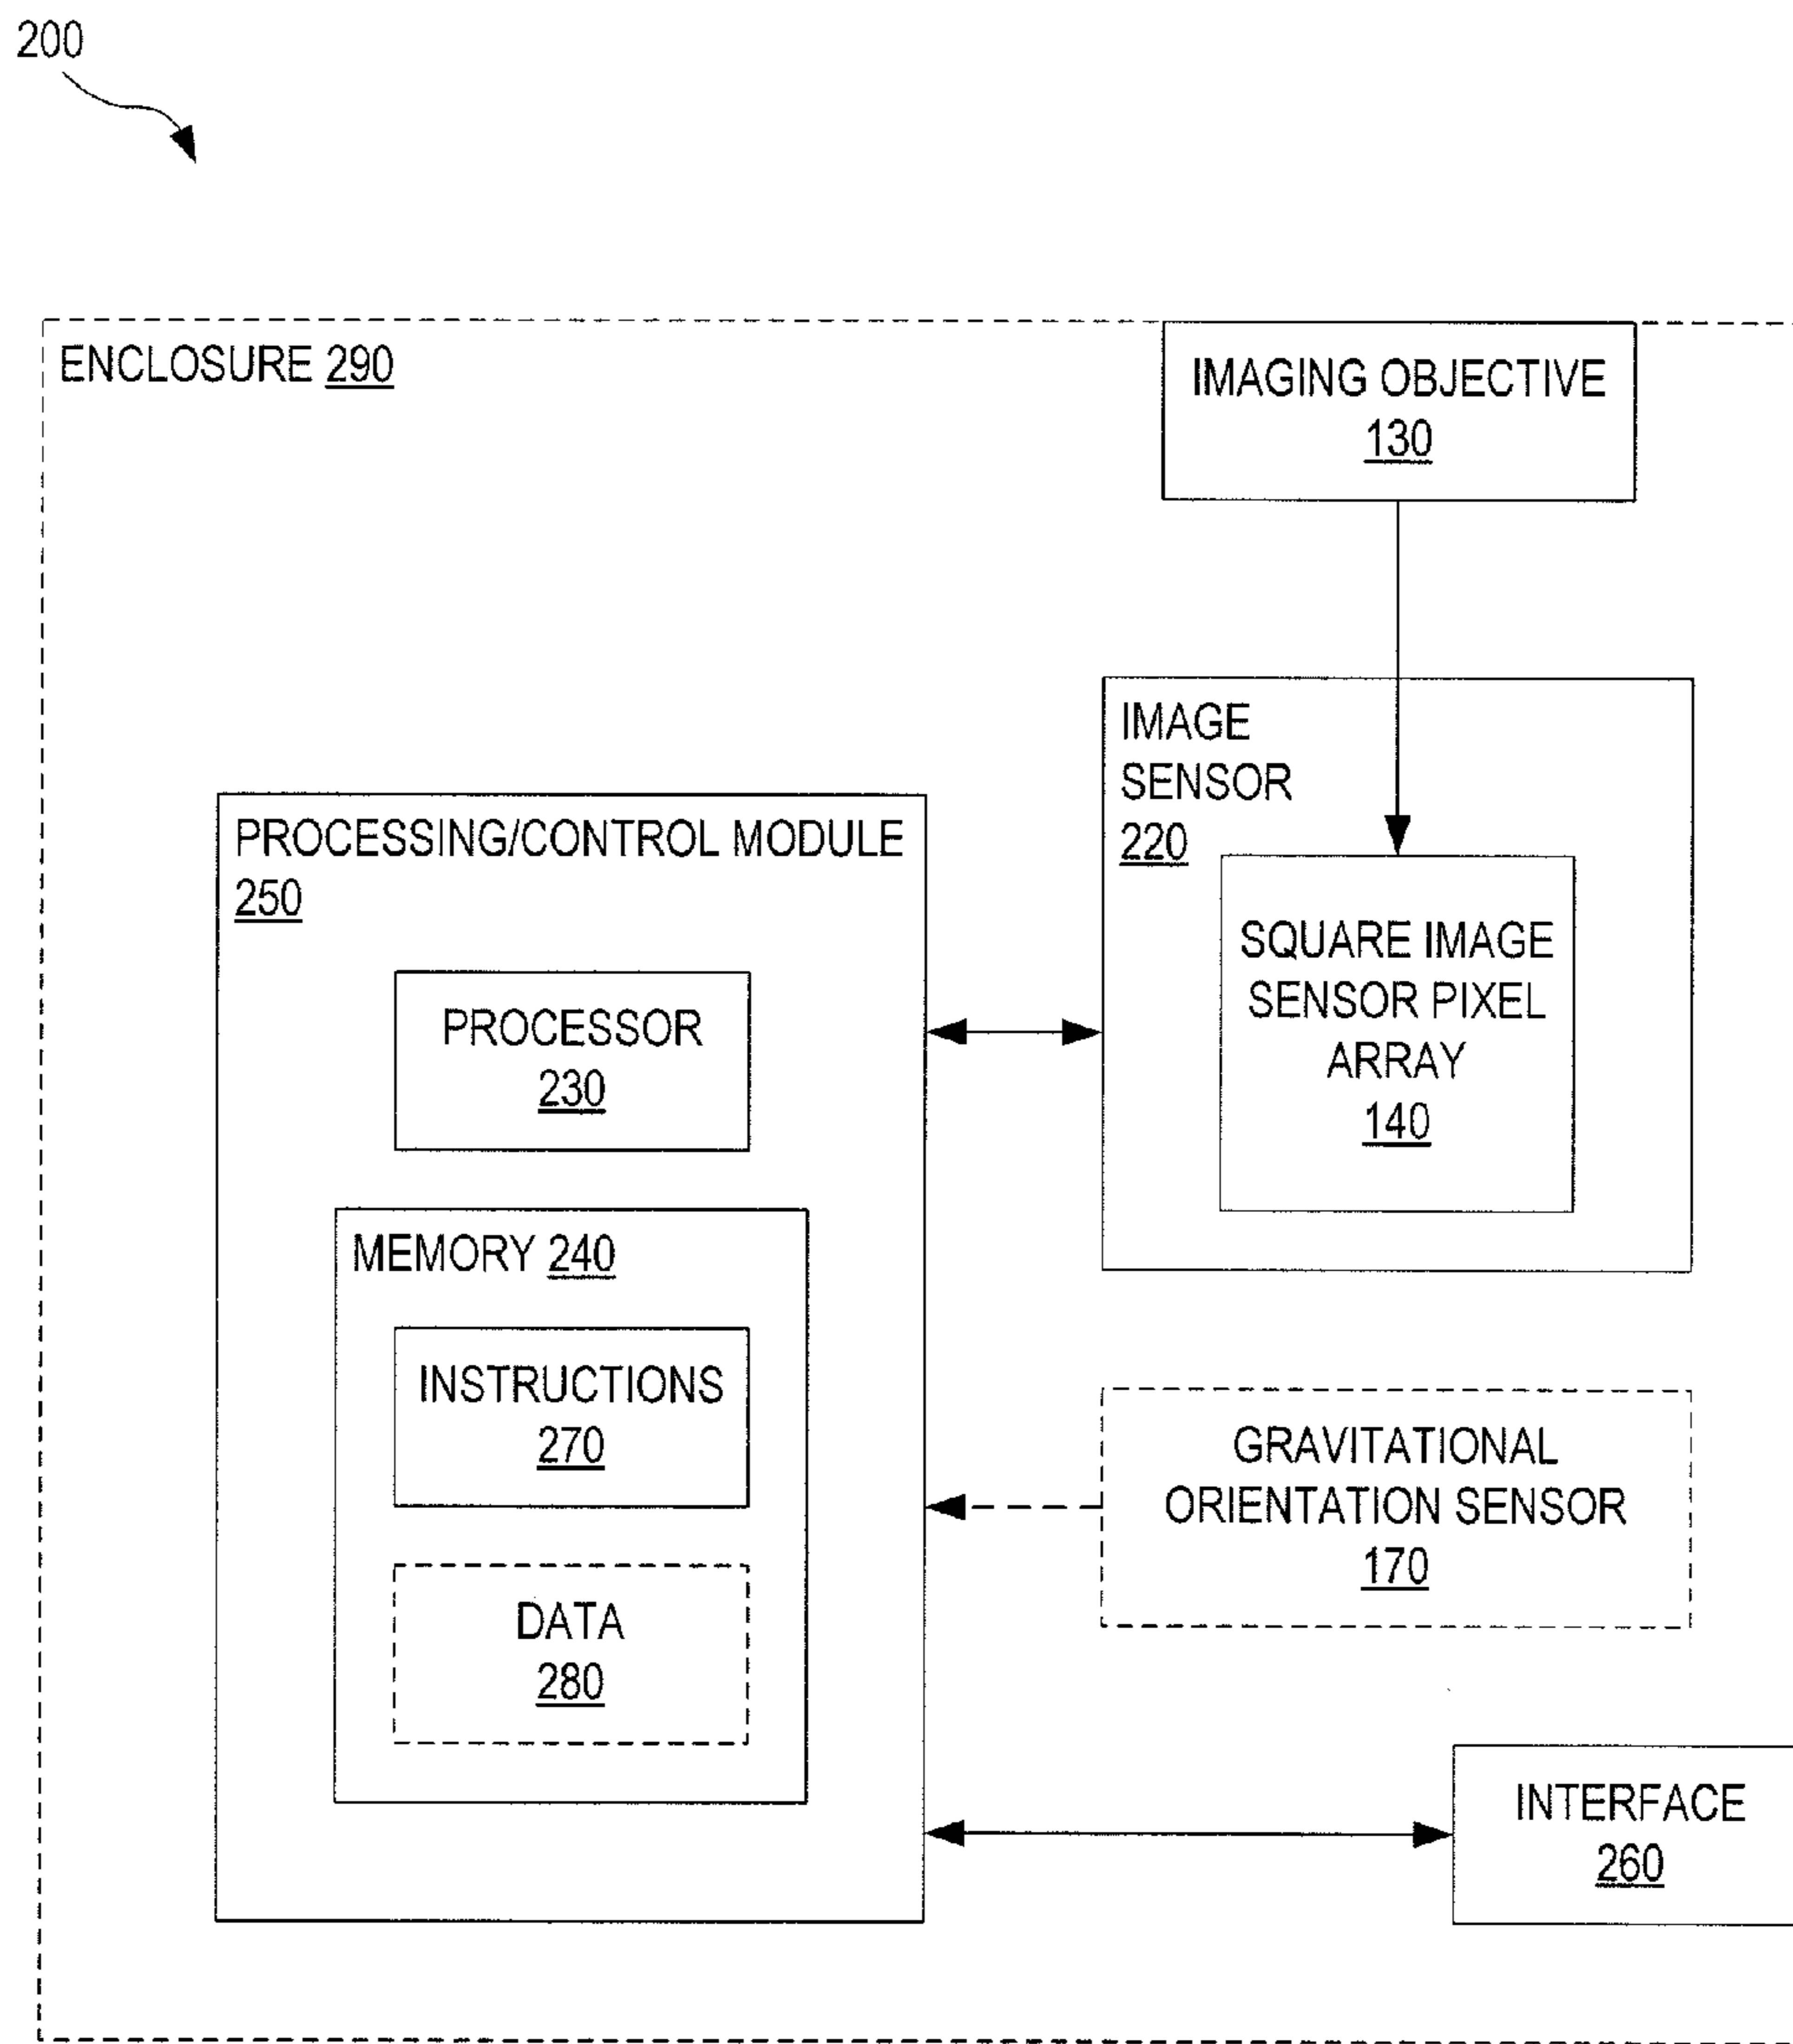 200
ENCLOSURE 290
IMAGING OBJECTIVE
130
IMAGE
SENSOR
220
SQUARE IMAGE
SENSOR PIXEL
ARRAY
140
PROCESSING/CONTROL MODULE
250
PROCESSOR
230
MEMORY 240
INSTRUCTIONS
270
DATA
280
GRAVITATIONAL
ORIENTATION SENSOR
170
INTERFACE
260